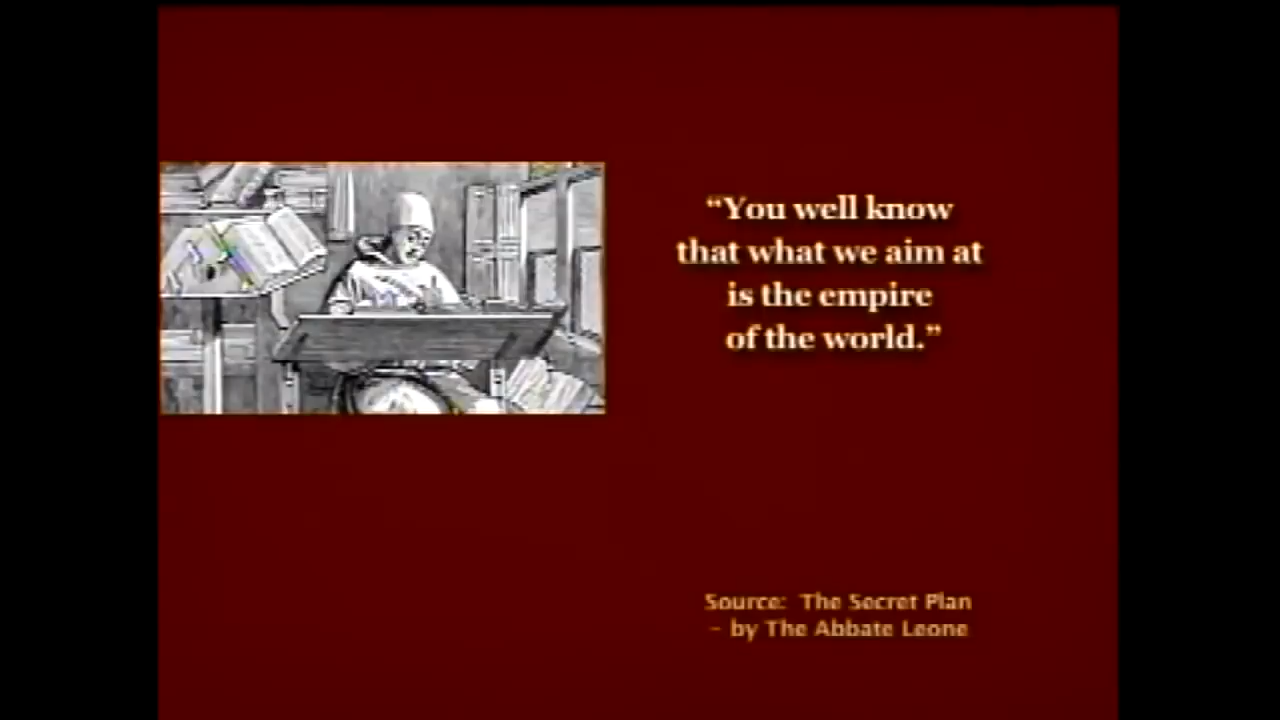 “You well know
that what we aim at
is the empire
of the world.”
Source: The Secret Plan
- by The Abbate Leone